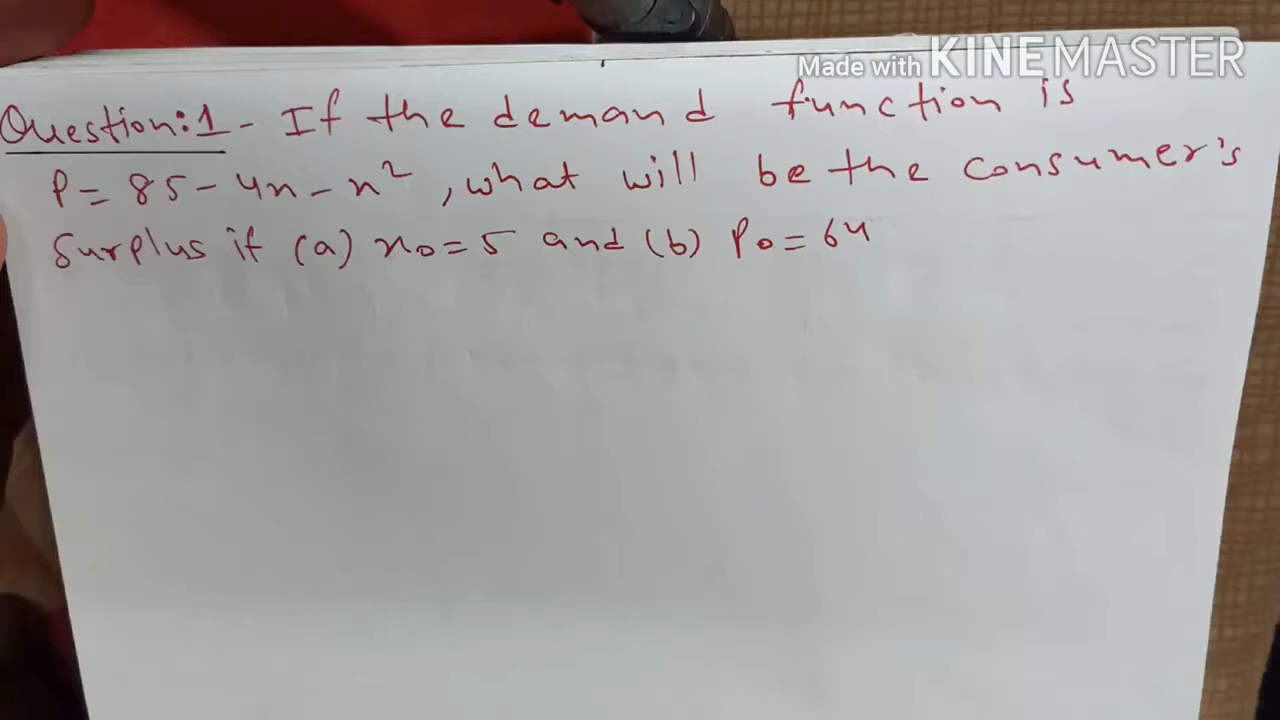 Made with KINEMASTER
Question:1 - If the demand function is
P = 85 - 4x - x², what will be the consumer's
surplus if (a) x₀ = 5 and (b) P₀ = 64